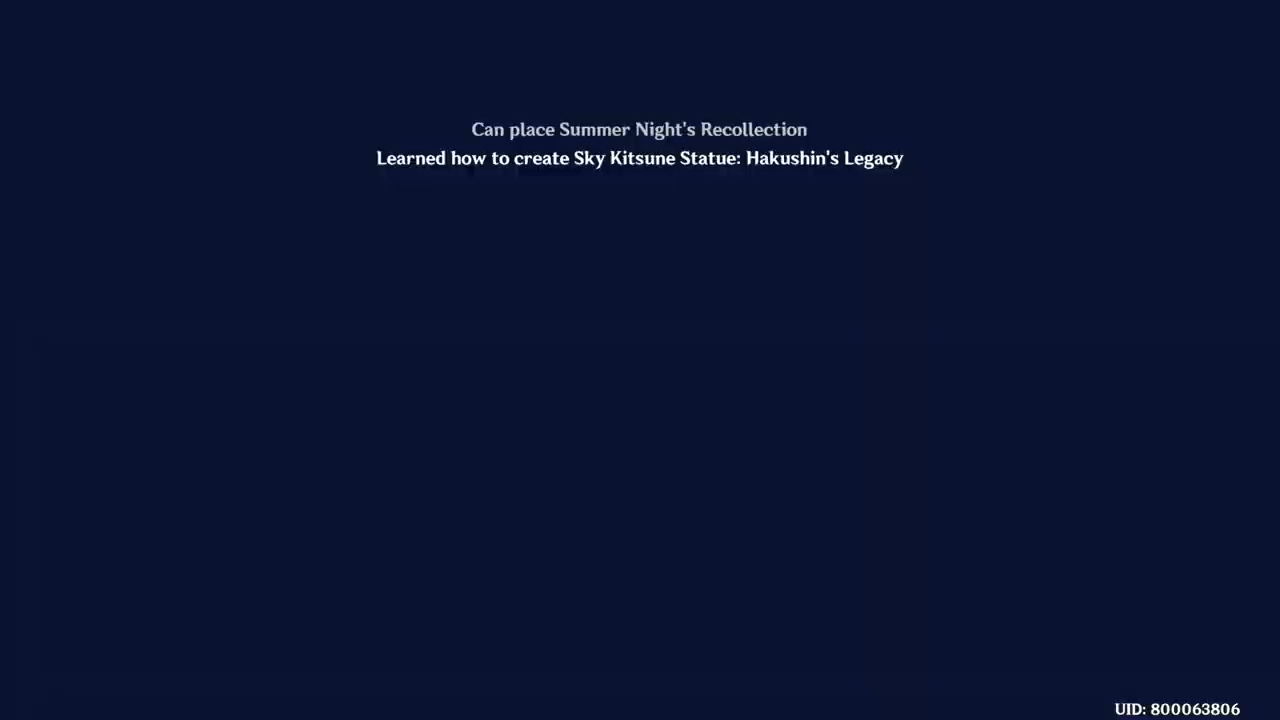 Can place Summer Night's Recollection
Learned how to create Sky Kitsune Statue: Hakushin's Legacy
UID: 800063806